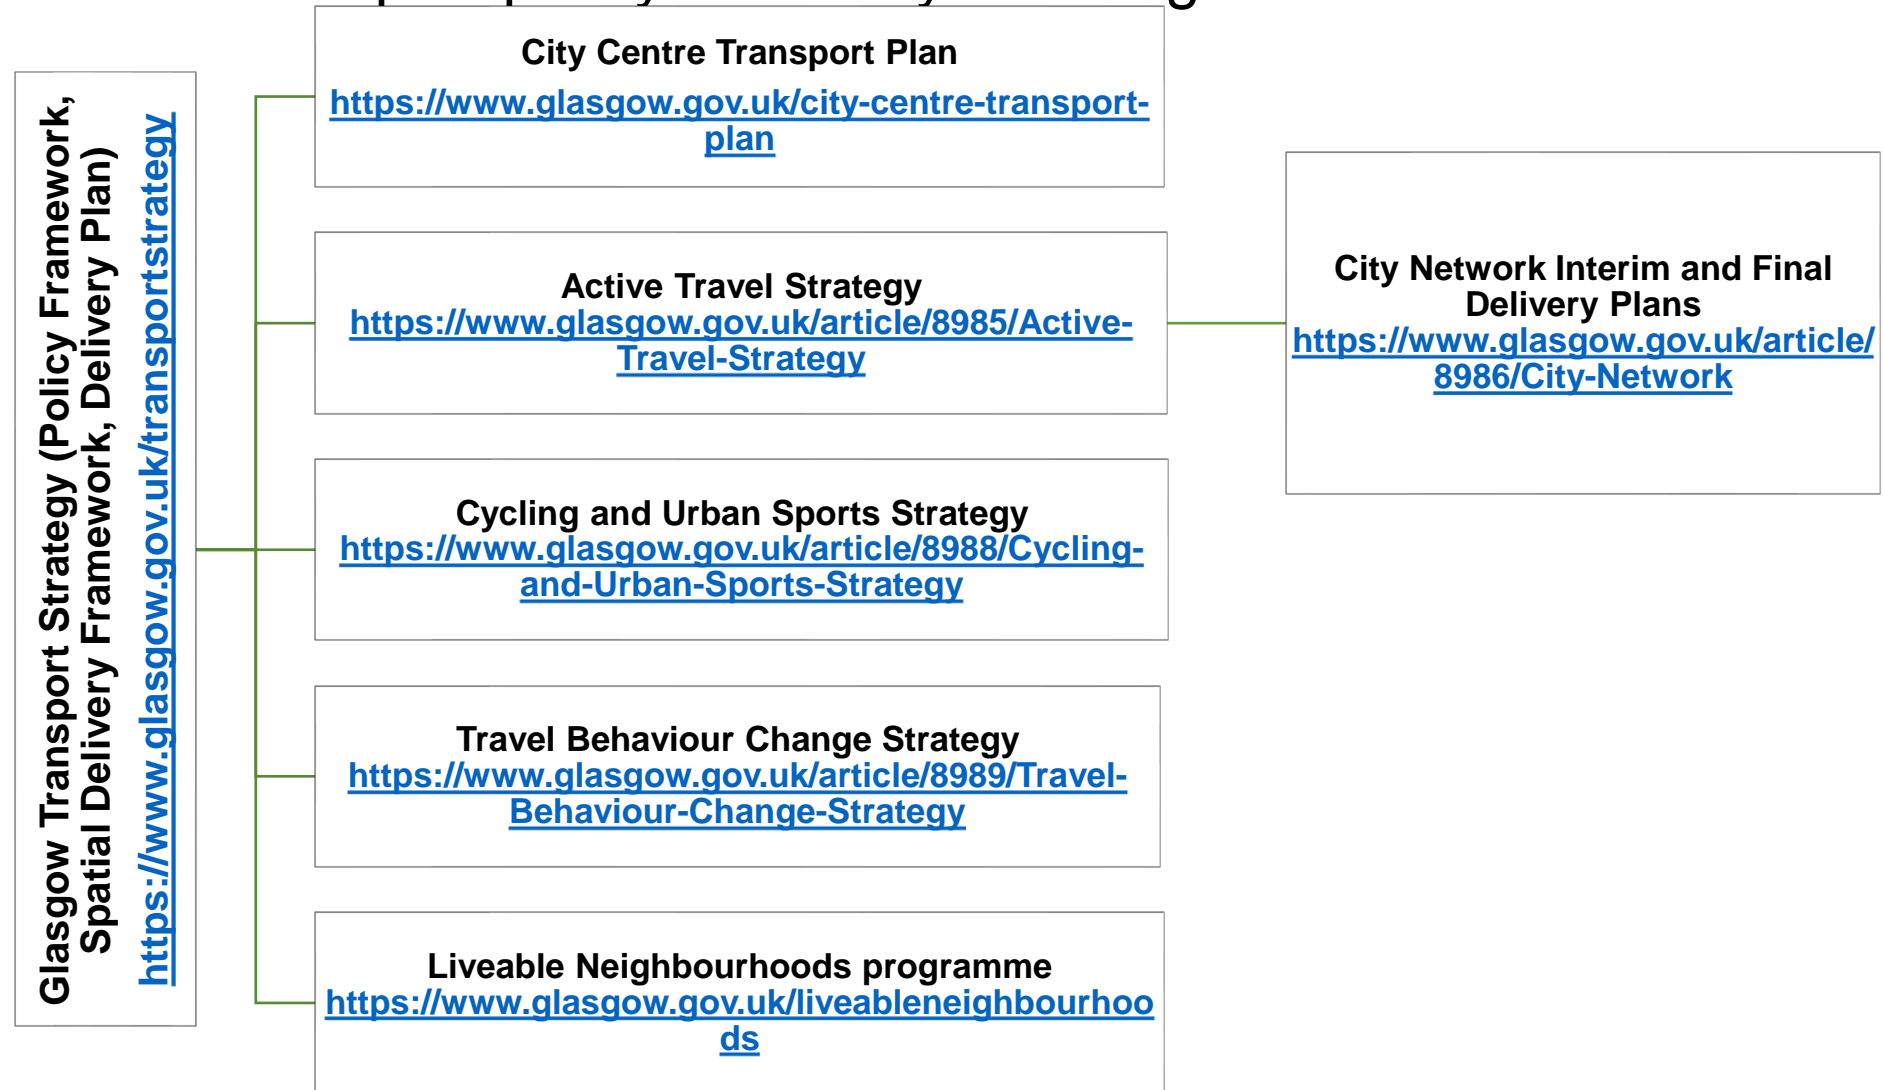 Glasgow Transport Strategy (Policy Framework,
Spatial Delivery Framework, Delivery Plan)
https://www.glasgow.gov.uk/transportstrategy
City Centre Transport Plan
https://www.glasgow.gov.uk/city-centre-transport-
plan
Active Travel Strategy
https://www.glasgow.gov.uk/article/8985/Active-
Travel-Strategy
City Network Interim and Final
Delivery Plans
https://www.glasgow.gov.uk/article/
8986/City-Network
Cycling and Urban Sports Strategy
https://www.glasgow.gov.uk/article/8988/Cycling-
and-Urban-Sports-Strategy
Travel Behaviour Change Strategy
https://www.glasgow.gov.uk/article/8989/Travel-
Behaviour-Change-Strategy
Liveable Neighbourhoods programme
https://www.glasgow.gov.uk/liveableneighbourhoo
ds